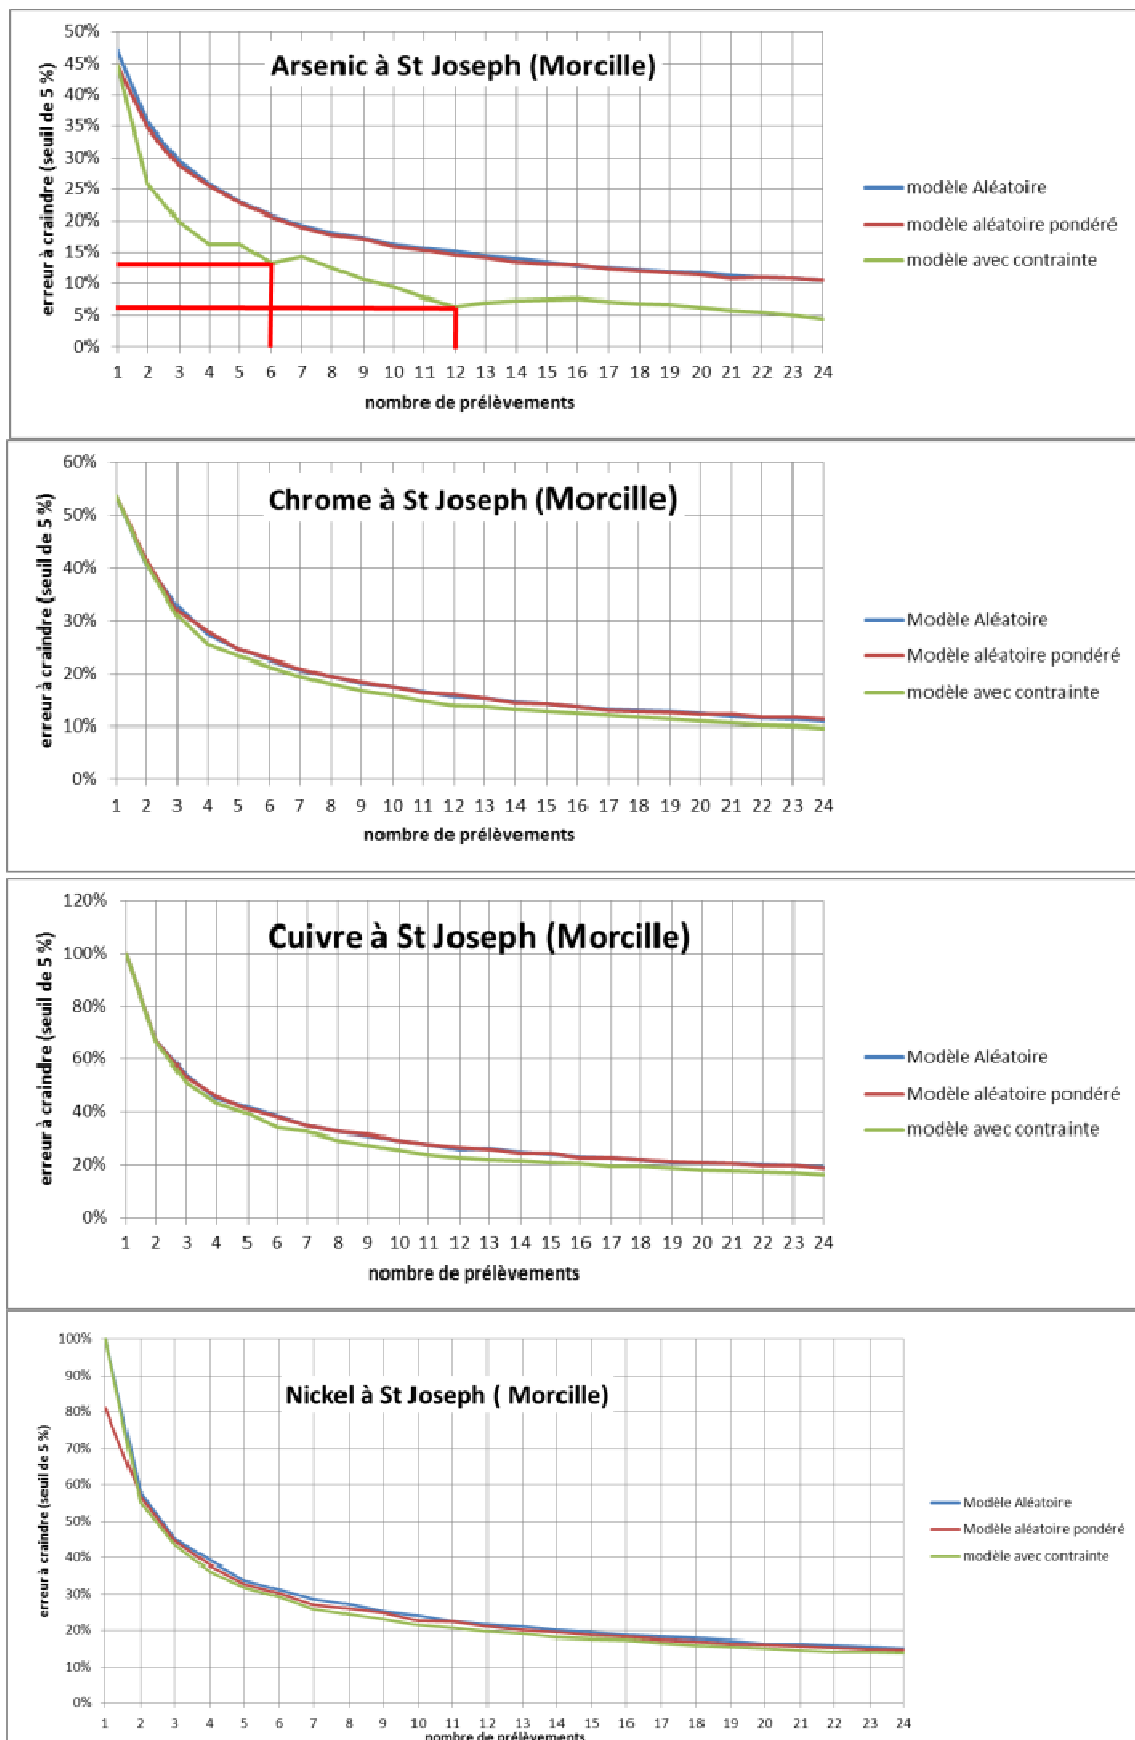 Arsenic à St Joseph (Morcille)
erreur à craindre (seuil de 5 %)
50%
45%
40%
35%
30%
25%
20%
15%
10%
5%
0%
1 2 3 4 5 6 7 8 9 10 11 12 13 14 15 16 17 18 19 20 21 22 23 24
nombre de prélèvements
modèle Aléatoire
modèle aléatoire pondéré
modèle avec contrainte
Chrome à St Joseph (Morcille)
erreur à craindre (seuil de 5 %)
60%
50%
40%
30%
20%
10%
0%
1 2 3 4 5 6 7 8 9 10 11 12 13 14 15 16 17 18 19 20 21 22 23 24
nombre de prélèvements
Modèle Aléatoire
Modèle aléatoire pondéré
modèle avec contrainte
Cuivre à St Joseph (Morcille)
erreur à craindre (seuil de 5 %)
120%
100%
80%
60%
40%
20%
0%
1 2 3 4 5 6 7 8 9 10 11 12 13 14 15 16 17 18 19 20 21 22 23 24
nombre de prélèvements
Modèle Aléatoire
Modèle aléatoire pondéré
modèle avec contrainte
Nickel à St Joseph ( Morcille)
erreur à craindre (seuil de 5 %)
100%
90%
80%
70%
60%
50%
40%
30%
20%
10%
0%
1 2 3 4 5 6 7 8 9 10 11 12 13 14 15 16 17 18 19 20 21 22 23 24
nombre de prélèvements
Modèle Aléatoire
Modèle aléatoire pondéré
modèle avec contrainte